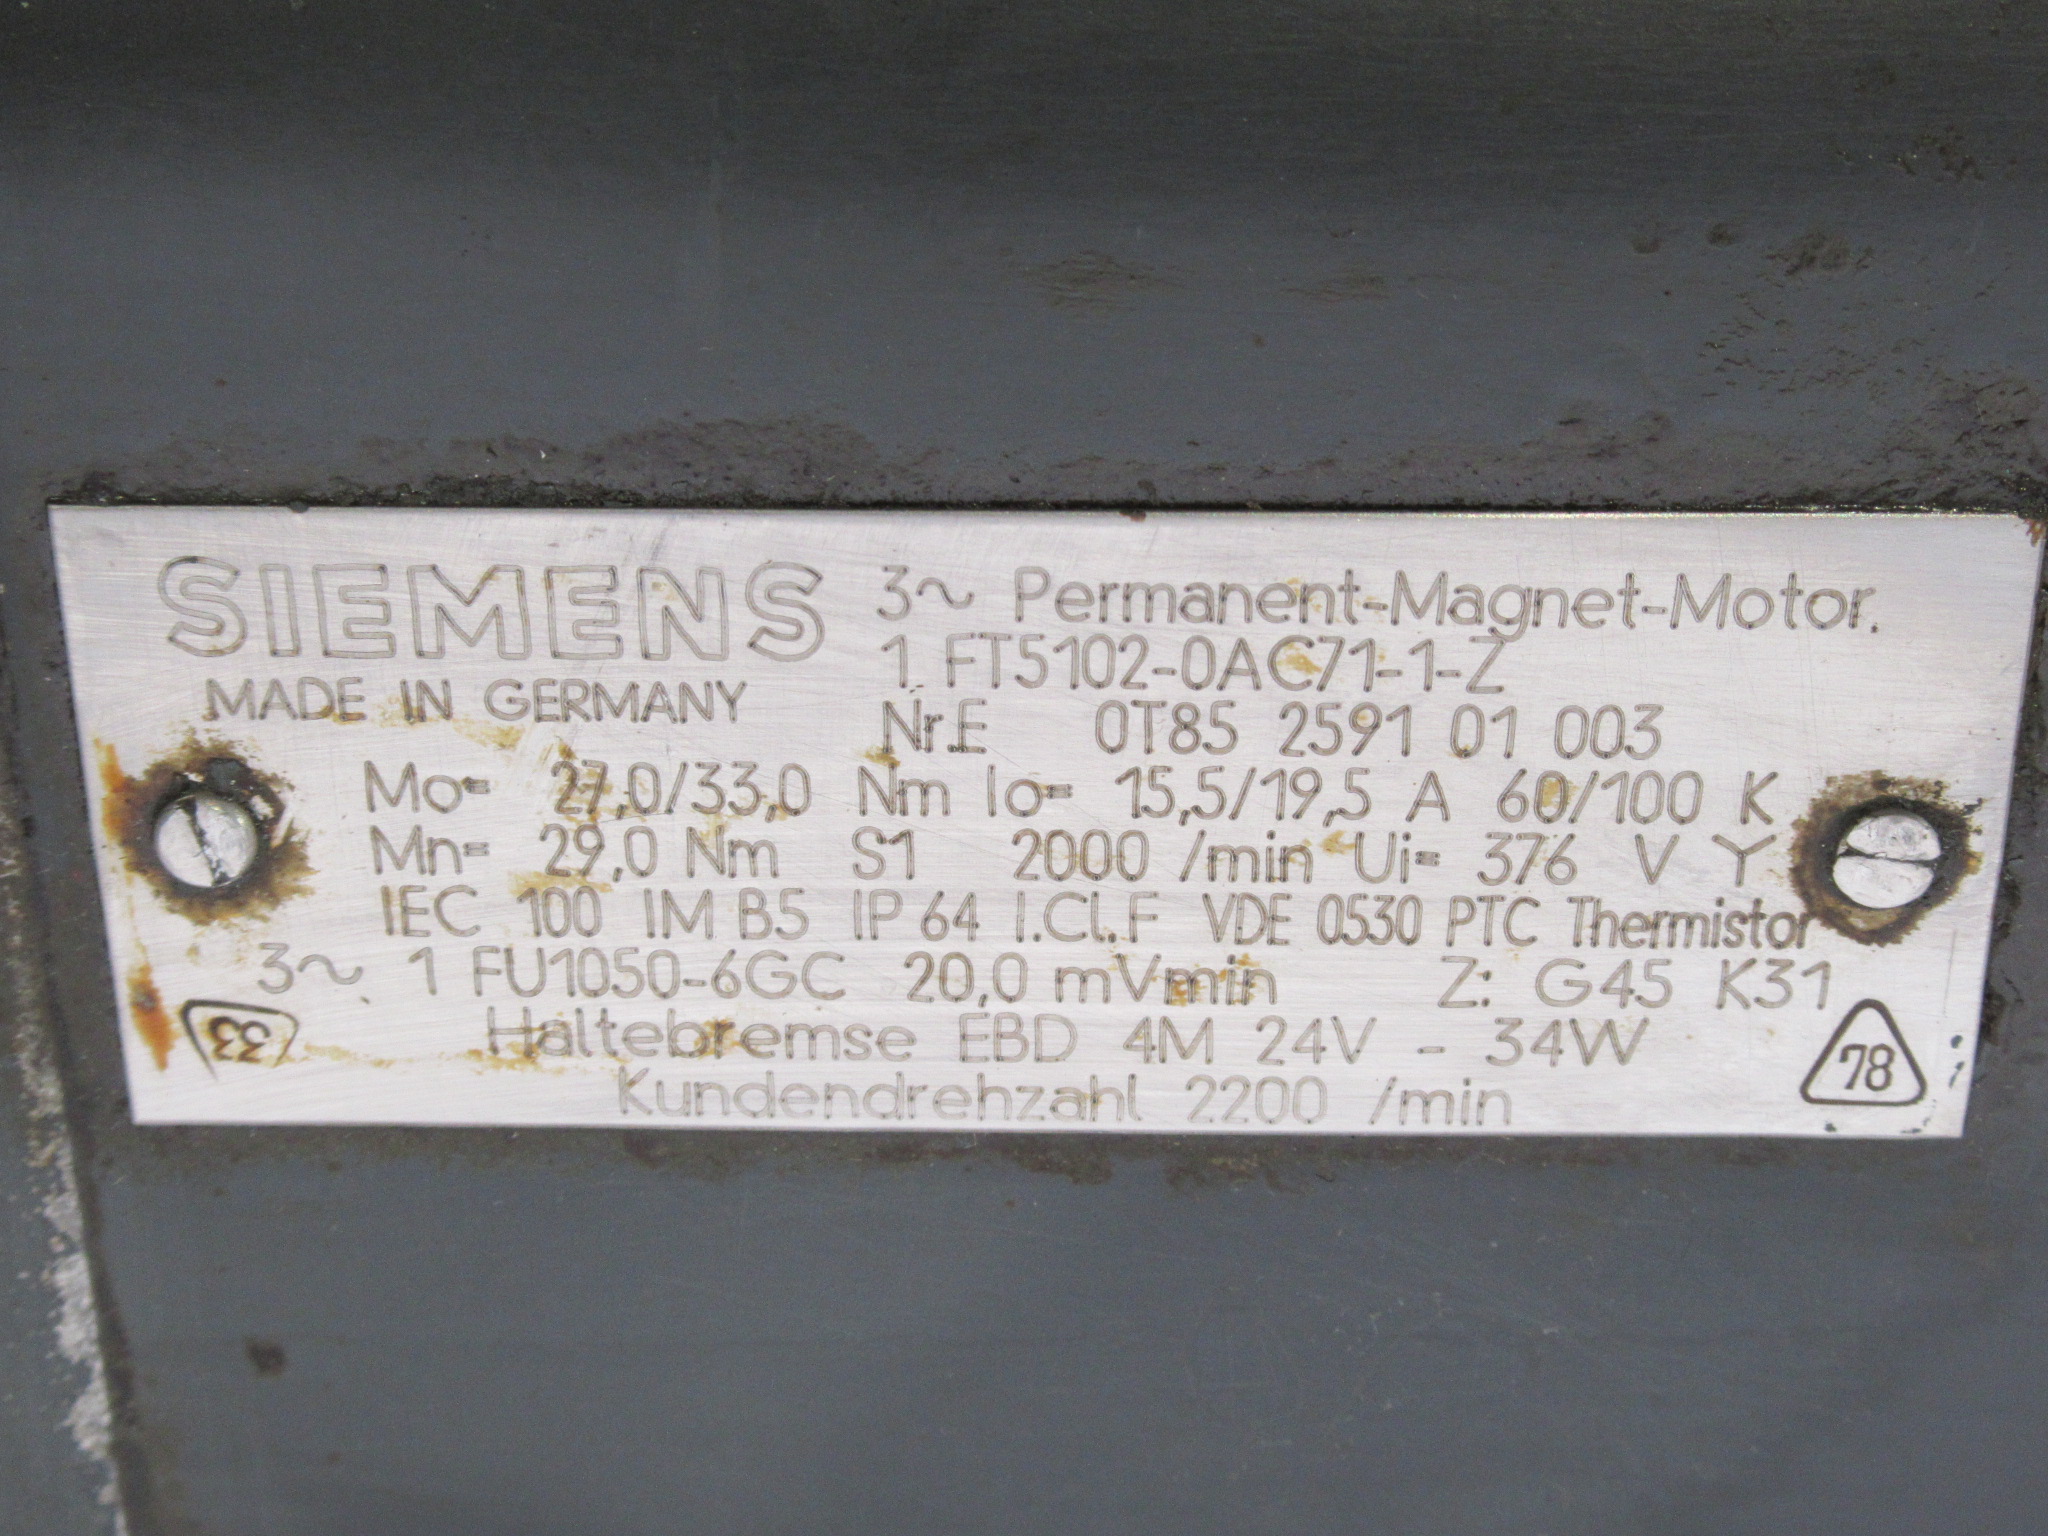 SIEMENS
MADE IN GERMANY
3~ Permanent-Magnet-Motor.
1 FT5102-0AC71-1-Z
Nr.E 0T85 2591 01 003
Mo= 27,0/33,0 Nm Io= 15,5/19,5 A 60/100 K
Mn= 29,0 Nm S1 2000 /min Ui= 376 V Y
IEC 100 IM B5 IP 64 I.Cl.F VDE 0530 PTC Thermistor
3~ 1 FU1050-6GC 20,0 mVmin Z: G45 K31
Haltebremse EBD 4M 24V - 34W
Kundendrehzahl 2200 /min
33
78